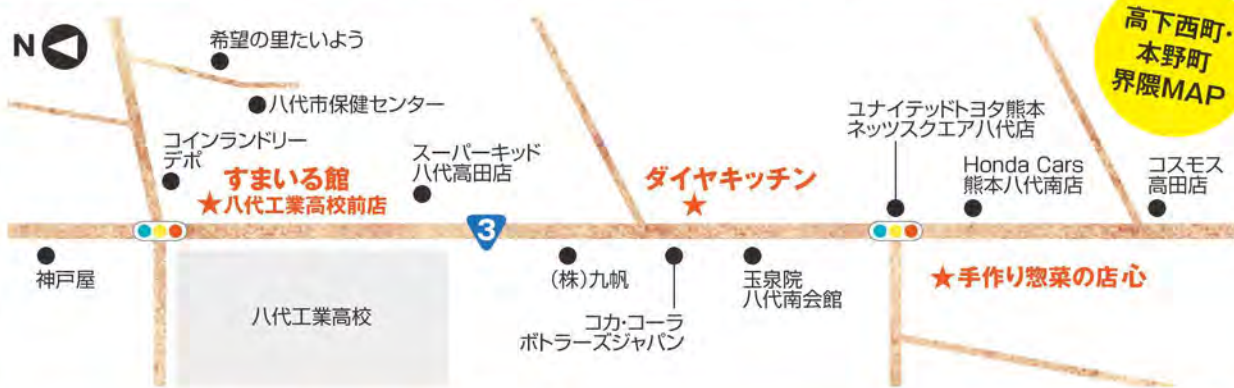 N
希望の里たいよう
八代市保健センター
コインランドリー
デポ
すまいる館
★八代工業高校前店
スーパーキッド
八代高田店
ダイヤキッチン
★
ユナイテッドトヨタ熊本
ネッツスクエア八代店
Honda Cars
熊本八代南店
高下西町・
本野町
界隈MAP
コスモス
高田店
3
神戸屋
八代工業高校
(株)九帆
コカ・コーラ
ボトラーズジャパン
玉泉院
八代南会館
★手作り惣菜の店 心